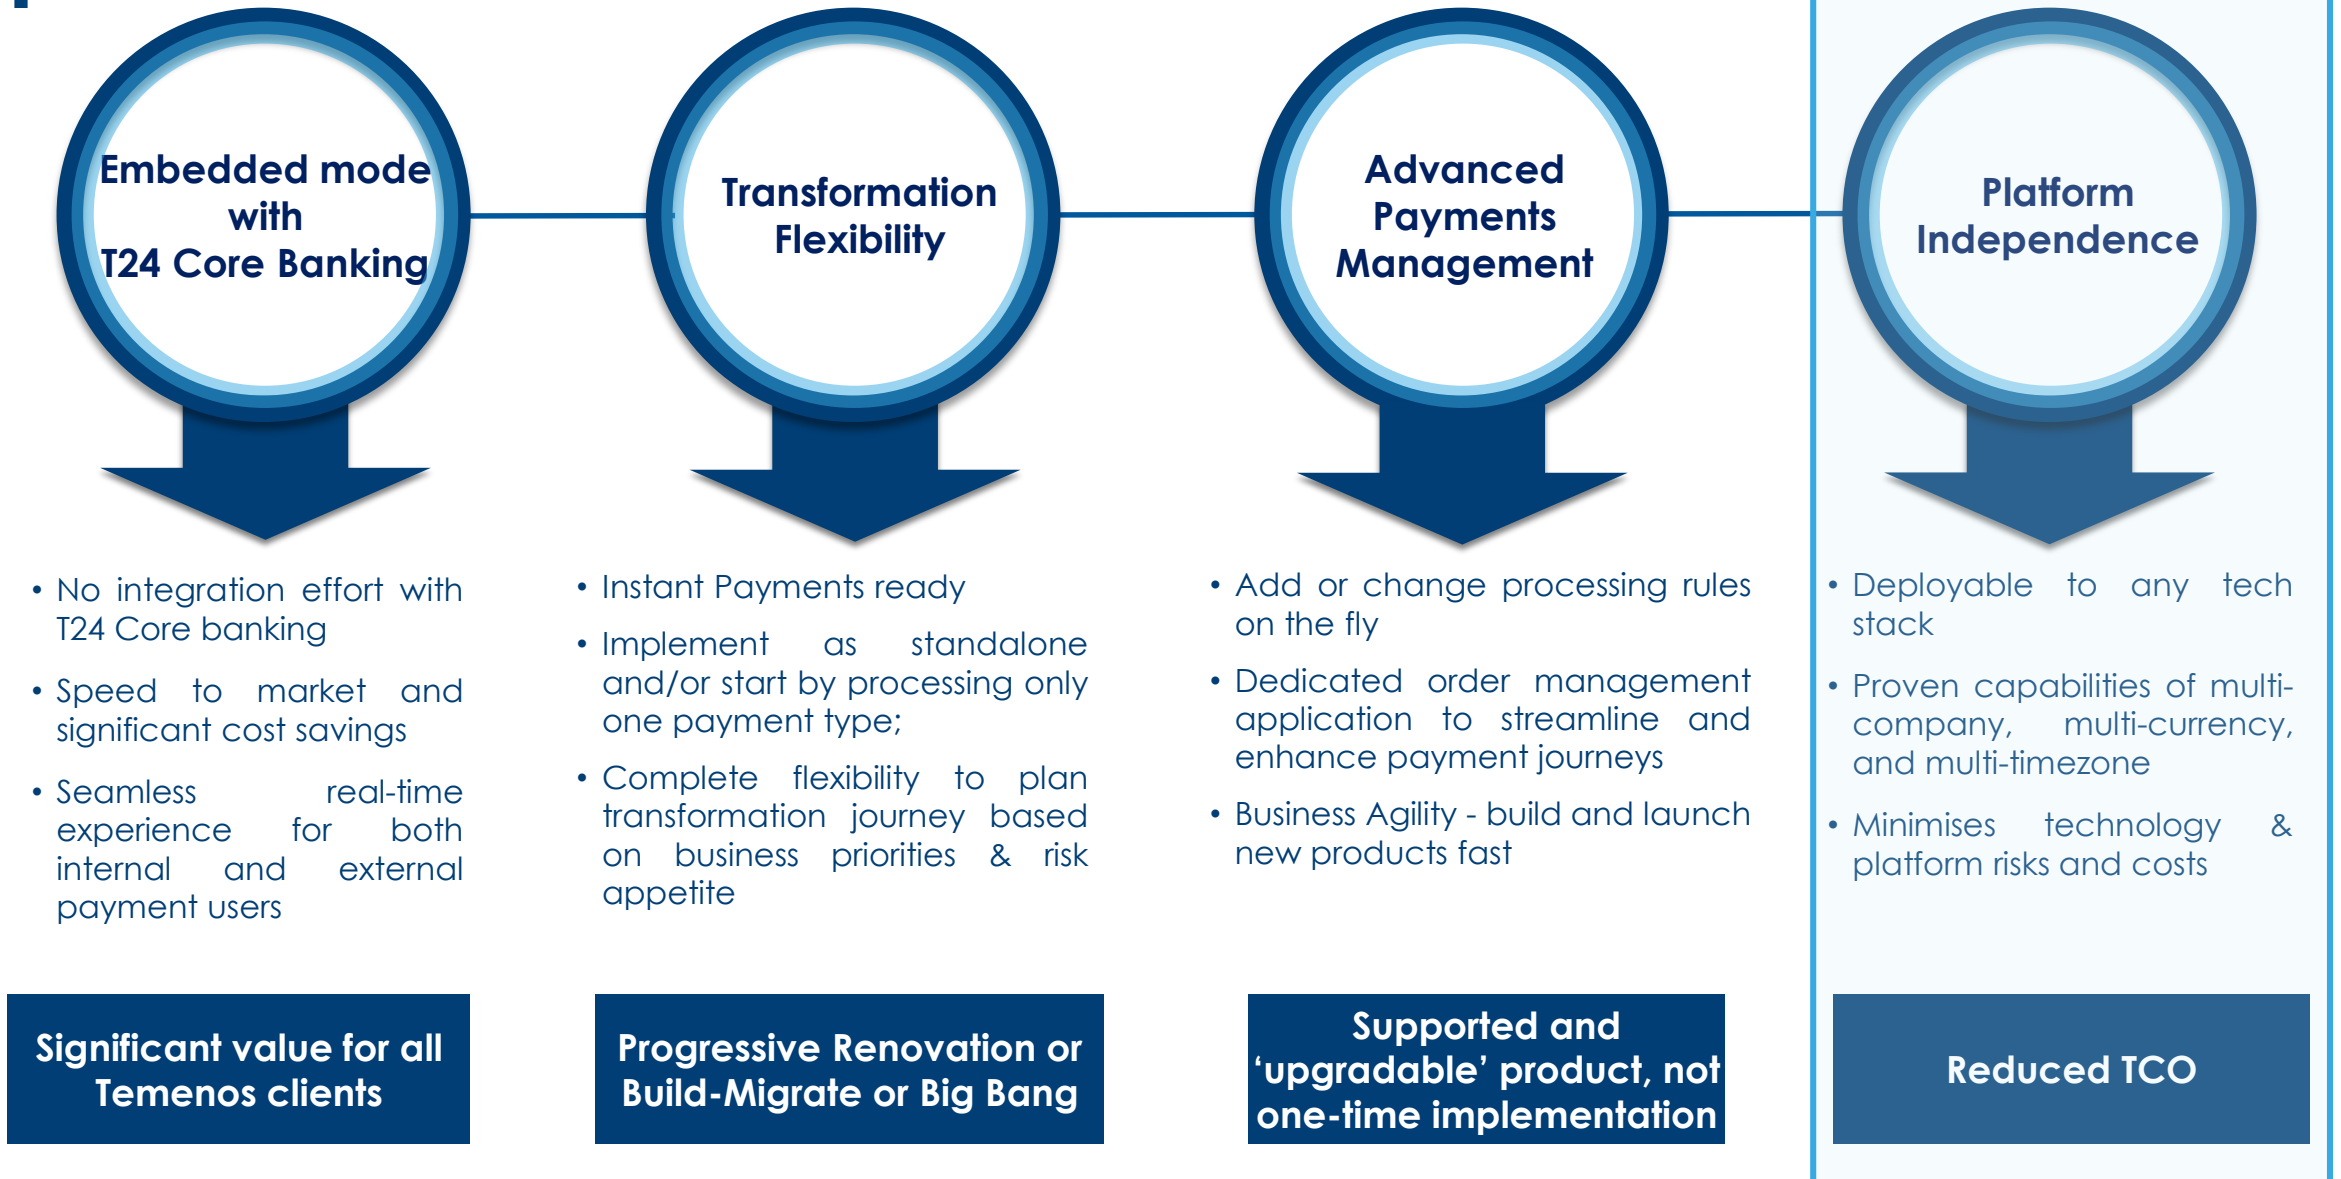 Embedded mode
with
T24 Core Banking
• No integration effort with
T24 Core banking
• Speed to market and
significant cost savings
• Seamless real-time
experience for both
internal and external
payment users
Significant value for all
Temenos clients
Transformation
Flexibility
• Instant Payments ready
• Implement as standalone
and/or start by processing only
one payment type;
• Complete flexibility to plan
transformation journey based
on business priorities & risk
appetite
Progressive Renovation or
Build-Migrate or Big Bang
Advanced
Payments
Management
• Add or change processing rules
on the fly
• Dedicated order management
application to streamline and
enhance payment journeys
• Business Agility - build and launch
new products fast
Supported and
‘upgradable’ product, not
one-time implementation
Platform
Independence
• Deployable to any tech
stack
• Proven capabilities of multi-
company, multi-currency,
and multi-timezone
• Minimises technology &
platform risks and costs
Reduced TCO